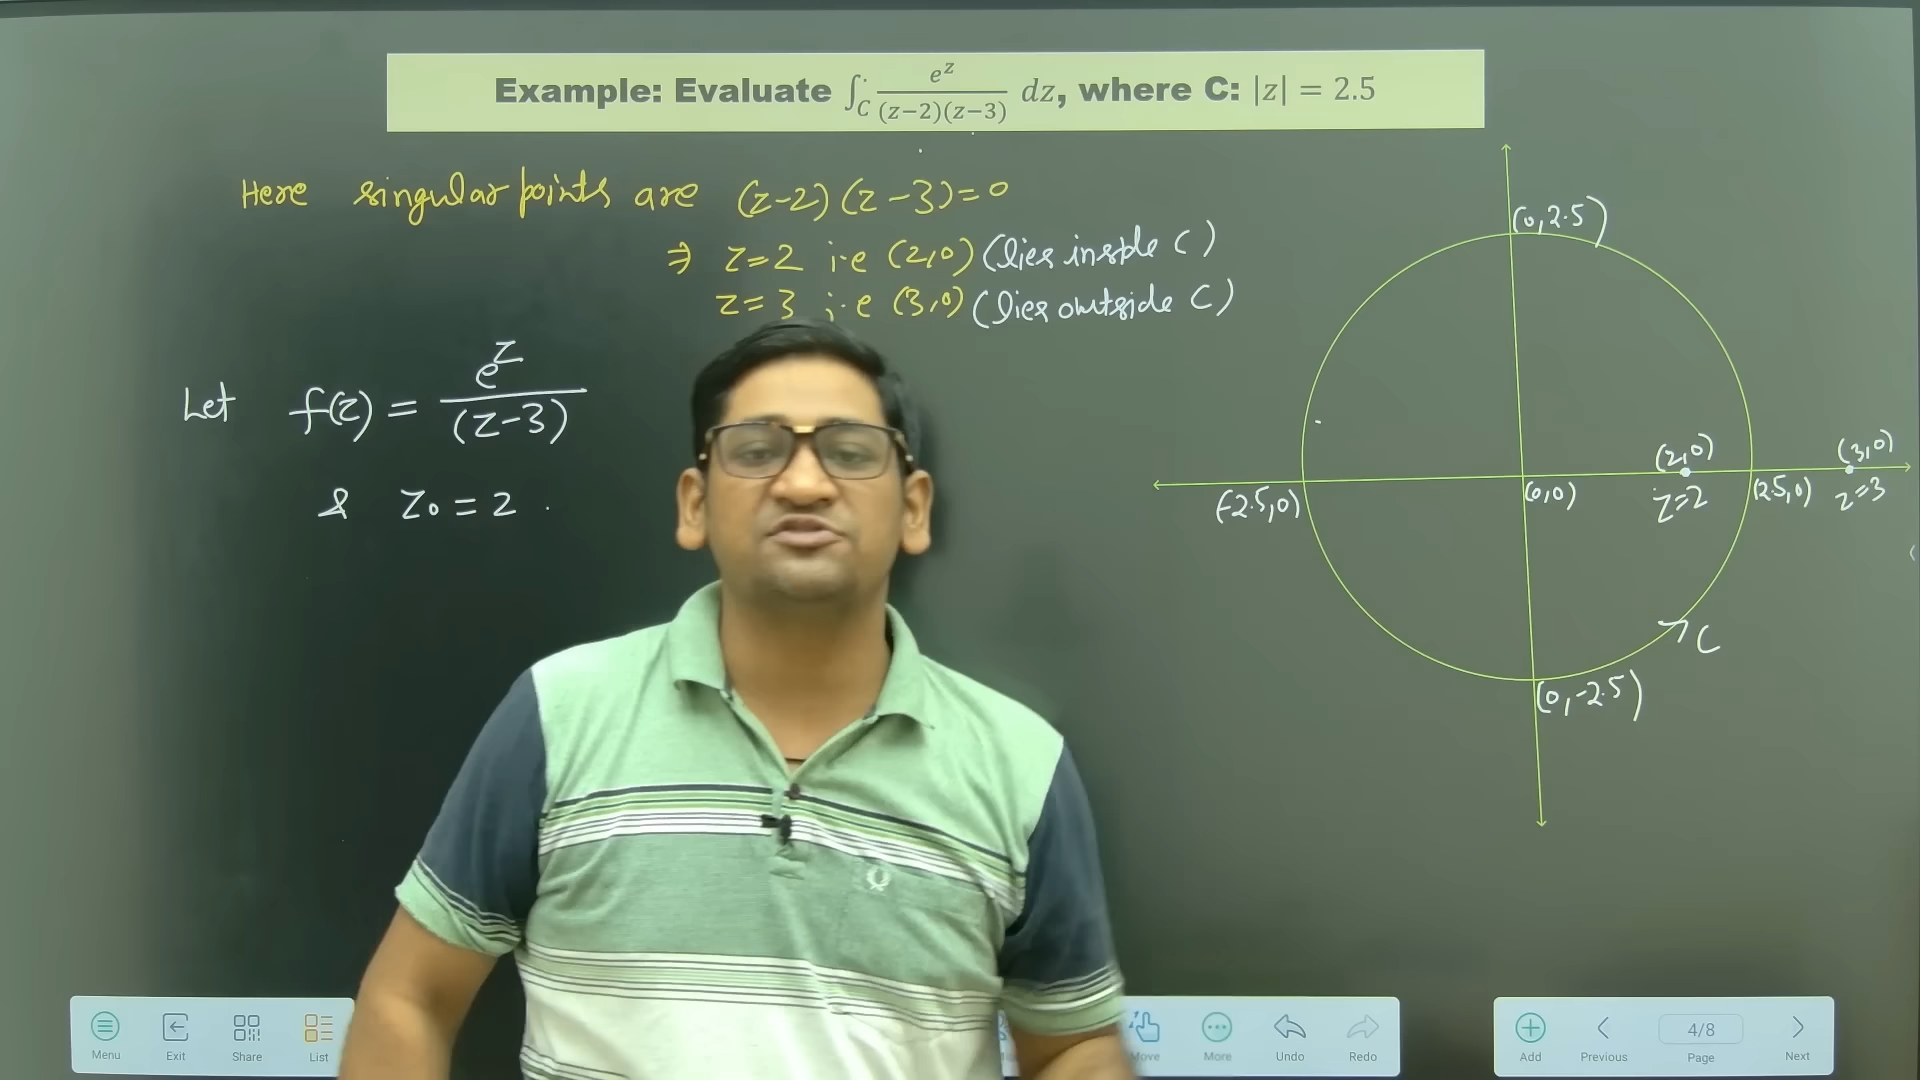 Example: Evaluate ∫_C e^z/((z−2)(z−3)) dz, where C: |z| = 2.5
Here singular points are (z-2)(z-3)=0
⇒ z=2 i.e (2,0) (lies inside C)
z=3 i.e (3,0) (lies outside C)
Let f(z) = e^z/(z-3)
& z₀ = 2 .
(0,2.5)
(2,0)
(3,0)
(-2.5,0)
(0,0)
z=2
(2.5,0)
z=3
C
(0,-2.5)
Menu
Exit
Share
List
Move
More
Undo
Redo
Add
Previous
4/8
Page
Next